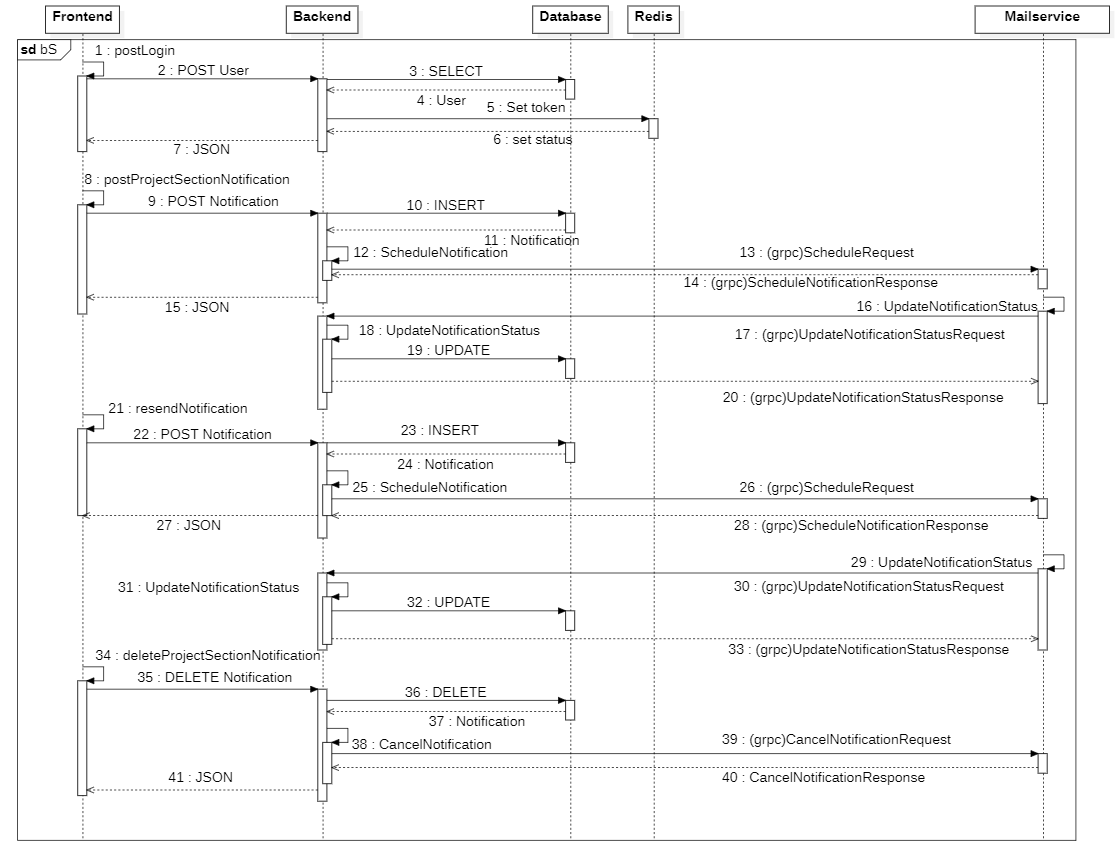 Frontend
Backend
Database
Redis
Mailservice
sd bS
1 : postLogin
2 : POST User
3 : SELECT
4 : User
5 : Set token
6 : set status
7 : JSON
8 : postProjectSectionNotification
9 : POST Notification
10 : INSERT
11 : Notification
12 : ScheduleNotification
13 : (grpc)ScheduleRequest
14 : (grpc)ScheduleNotificationResponse
15 : JSON
16 : UpdateNotificationStatus
17 : (grpc)UpdateNotificationStatusRequest
18 : UpdateNotificationStatus
19 : UPDATE
20 : (grpc)UpdateNotificationStatusResponse
21 : resendNotification
22 : POST Notification
23 : INSERT
24 : Notification
25 : ScheduleNotification
26 : (grpc)ScheduleRequest
27 : JSON
28 : (grpc)ScheduleNotificationResponse
29 : UpdateNotificationStatus
30 : (grpc)UpdateNotificationStatusRequest
31 : UpdateNotificationStatus
32 : UPDATE
33 : (grpc)UpdateNotificationStatusResponse
34 : deleteProjectSectionNotification
35 : DELETE Notification
36 : DELETE
37 : Notification
38 : CancelNotification
39 : (grpc)CancelNotificationRequest
40 : CancelNotificationResponse
41 : JSON